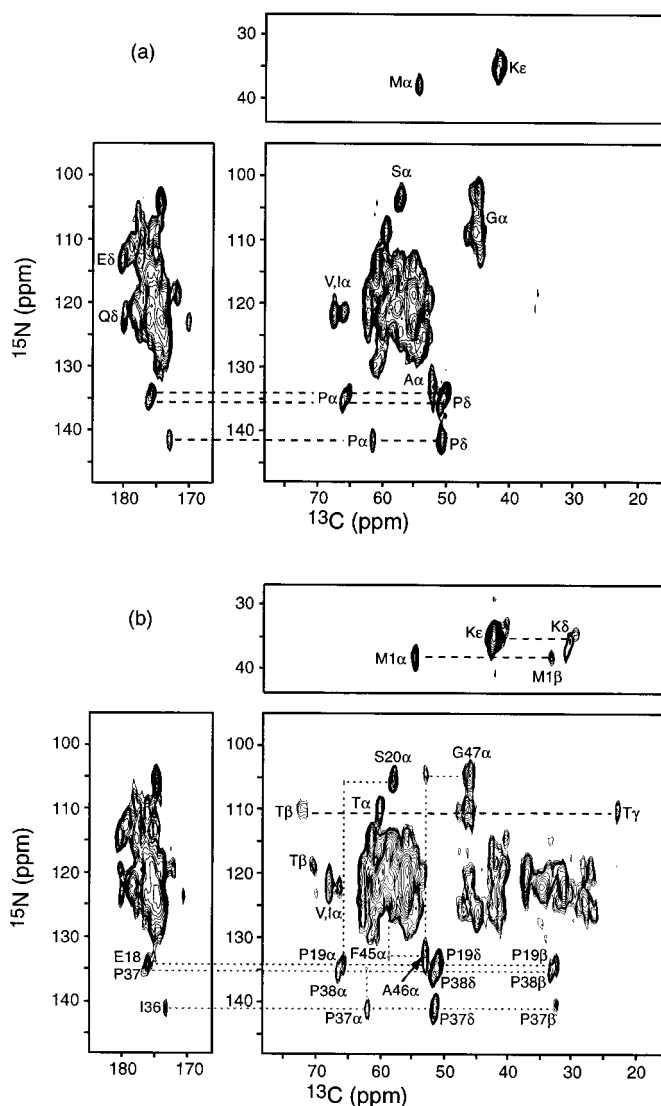 (a)
30
40
Mα
Kε
100
110
120
130
140
Eδ
Qδ
Sα
Gα
V,Iα
Aα
Pα
Pδ
Pα
Pδ
15N (ppm)
180 170
70 60 50 40 30 20
13C (ppm)
(b)
30
40
Kε
Kδ
M1α
M1β
100
110
120
130
140
S20α
G47α
Tβ
Tα
Tγ
Tβ
V,Iα
E18
P37
I36
P19α
F45α
P19δ
P19β
P38α
A46α
P38δ
P38β
P37α
P37δ
P37β
15N (ppm)
180 170
70 60 50 40 30 20
13C (ppm)